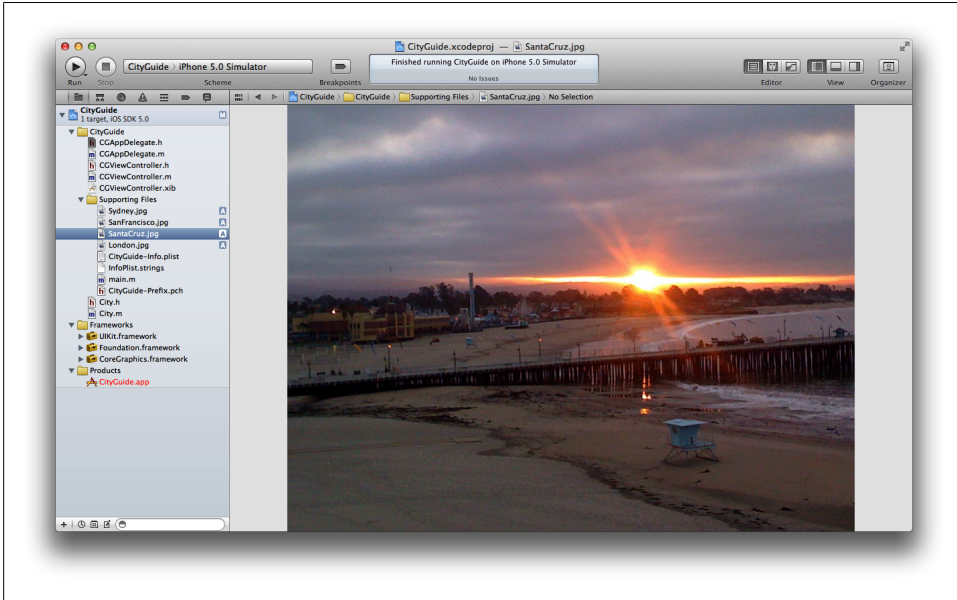 CityGuide.xcodeproj — SantaCruz.jpg
CityGuide 〉 iPhone 5.0 Simulator
Finished running CityGuide on iPhone 5.0 Simulator
No Issues
Run Stop Scheme Breakpoints Editor View Organizer
CityGuide 〉 CityGuide 〉 Supporting Files 〉 SantaCruz.jpg 〉 No Selection
CityGuide M
1 target, iOS SDK 5.0
CityGuide
h CGAppDelegate.h
m CGAppDelegate.m
h CGViewController.h
m CGViewController.m
CGViewController.xib
Supporting Files
Sydney.jpg A
SanFrancisco.jpg A
SantaCruz.jpg A
London.jpg A
CityGuide-Info.plist
InfoPlist.strings
m main.m
h CityGuide-Prefix.pch
h City.h
m City.m
Frameworks
UIKit.framework
Foundation.framework
CoreGraphics.framework
Products
CityGuide.app